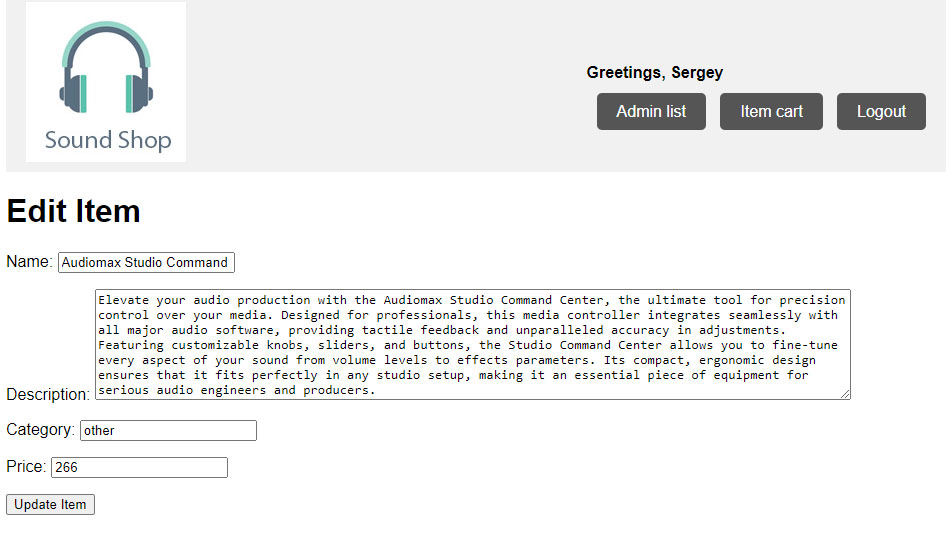 Sound Shop
Greetings, Sergey
Admin list
Item cart
Logout
Edit Item
Name: Audiomax Studio Command
Description: Elevate your audio production with the Audiomax Studio Command Center, the ultimate tool for precision
control over your media. Designed for professionals, this media controller integrates seamlessly with
all major audio software, providing tactile feedback and unparalleled accuracy in adjustments.
Featuring customizable knobs, sliders, and buttons, the Studio Command Center allows you to fine-tune
every aspect of your sound from volume levels to effects parameters. Its compact, ergonomic design
ensures that it fits perfectly in any studio setup, making it an essential piece of equipment for
serious audio engineers and producers.
Category: other
Price: 266
Update Item